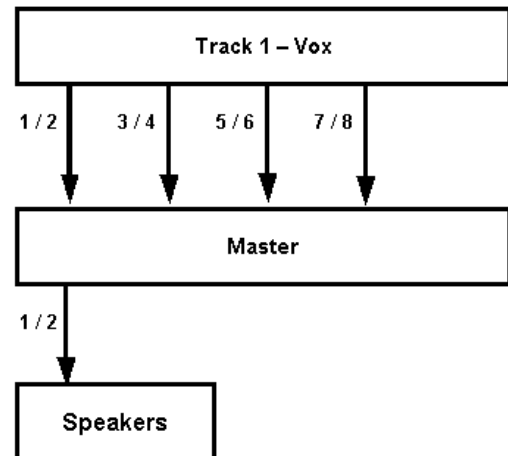 Track 1 – Vox
1 / 2 3 / 4 5 / 6 7 / 8
Master
1 / 2
Speakers